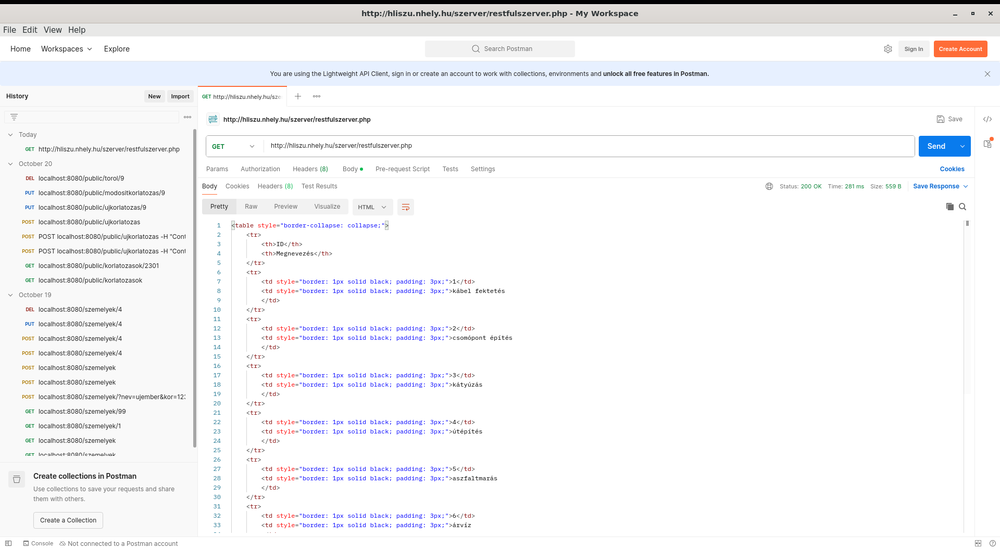 http://hliszu.nhely.hu/szerver/restfulszerver.php - My Workspace
File Edit View Help
Home Workspaces Explore Search Postman Sign In Create Account
You are using the Lightweight API Client, sign in or create an account to work with collections, environments and unlock all free features in Postman.
History New Import
Today
GET http://hliszu.nhely.hu/szerver/restfulszerver.php
October 20
DEL localhost:8080/public/torol/9
PUT localhost:8080/public/modositkorlatozas/9
PUT localhost:8080/public/ujkorlatozas/9
POST localhost:8080/public/ujkorlatozas
POST POST localhost:8080/public/ujkorlatozas -H "Cont
POST POST localhost:8080/public/ujkorlatozas -H "Cont
GET localhost:8080/public/korlatozasok/2301
GET localhost:8080/public/korlatozasok
October 19
DEL localhost:8080/szemelyek/4
PUT localhost:8080/szemelyek/4
POST localhost:8080/szemelyek/4
POST localhost:8080/szemelyek/4
POST localhost:8080/szemelyek
POST localhost:8080/szemelyek
POST localhost:8080/szemelyek/?nev=ujember&kor=123
GET localhost:8080/szemelyek/99
GET localhost:8080/szemelyek/1
GET localhost:8080/szemelyek
GET localhost:8080/szemelyek
Create collections in Postman
Use collections to save your requests and share
them with others.
Create a Collection
GET http://hliszu.nhely.hu/sze
HTTP http://hliszu.nhely.hu/szerver/restfulszerver.php Save
GET http://hliszu.nhely.hu/szerver/restfulszerver.php Send
Params Authorization Headers (8) Body Pre-request Script Tests Settings Cookies
Body Cookies Headers (8) Test Results Status: 200 OK Time: 281 ms Size: 559 B Save Response
Pretty Raw Preview Visualize HTML
1 <table style="border-collapse: collapse;">
2 <tr>
3 <th>ID</th>
4 <th>Megnevezés</th>
5 </tr>
6 <tr>
7 <td style="border: 1px solid black; padding: 3px;">1</td>
8 <td style="border: 1px solid black; padding: 3px;">kábel fektetés
9 </td>
10 </tr>
11 <tr>
12 <td style="border: 1px solid black; padding: 3px;">2</td>
13 <td style="border: 1px solid black; padding: 3px;">csomópont építés
14 </td>
15 </tr>
16 <tr>
17 <td style="border: 1px solid black; padding: 3px;">3</td>
18 <td style="border: 1px solid black; padding: 3px;">kátyúzás
19 </td>
20 </tr>
21 <tr>
22 <td style="border: 1px solid black; padding: 3px;">4</td>
23 <td style="border: 1px solid black; padding: 3px;">útépítés
24 </td>
25 </tr>
26 <tr>
27 <td style="border: 1px solid black; padding: 3px;">5</td>
28 <td style="border: 1px solid black; padding: 3px;">aszfaltmarás
29 </td>
30 </tr>
31 <tr>
32 <td style="border: 1px solid black; padding: 3px;">6</td>
33 <td style="border: 1px solid black; padding: 3px;">árvíz
Console Not connected to a Postman account